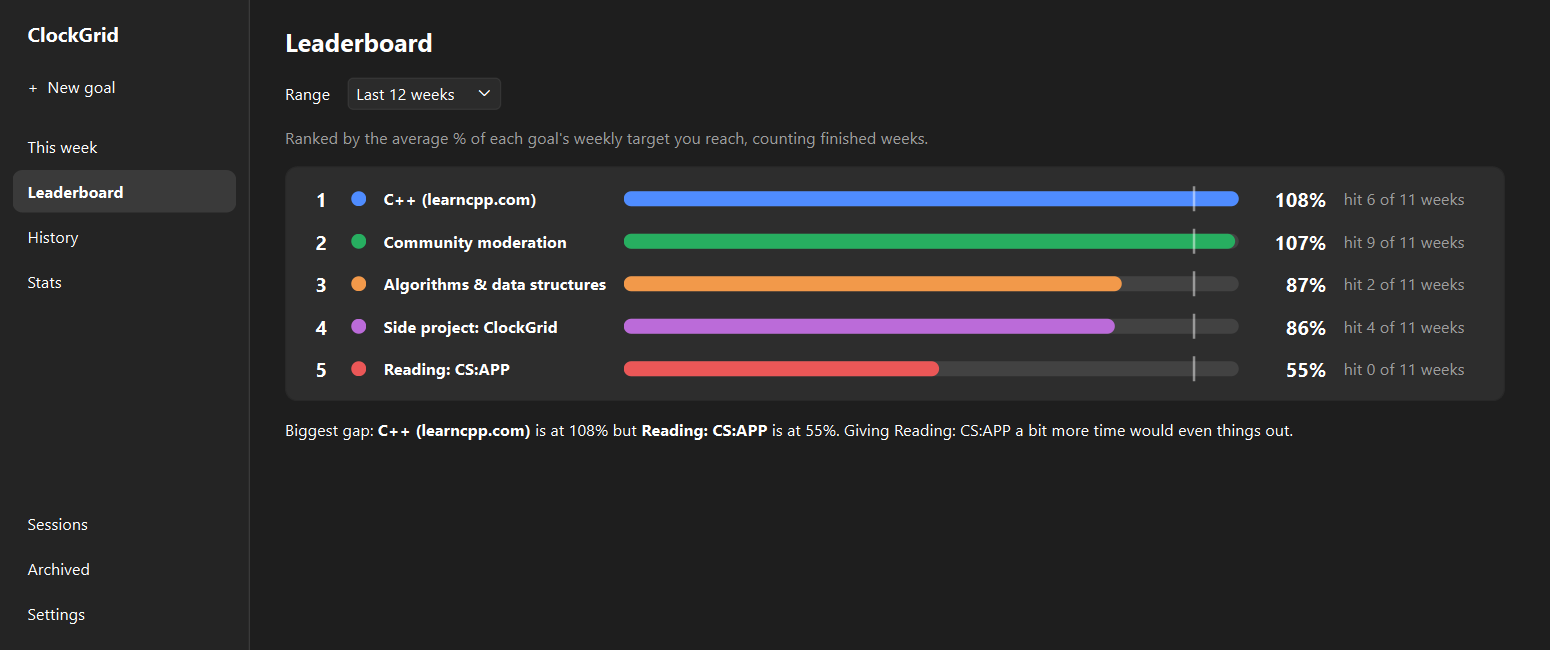 ClockGrid
+ New goal
This week
Leaderboard
History
Stats
Sessions
Archived
Settings
Leaderboard
Range Last 12 weeks
Ranked by the average % of each goal's weekly target you reach, counting finished weeks.
1 C++ (learncpp.com) 108% hit 6 of 11 weeks
2 Community moderation 107% hit 9 of 11 weeks
3 Algorithms & data structures 87% hit 2 of 11 weeks
4 Side project: ClockGrid 86% hit 4 of 11 weeks
5 Reading: CS:APP 55% hit 0 of 11 weeks
Biggest gap: C++ (learncpp.com) is at 108% but Reading: CS:APP is at 55%. Giving Reading: CS:APP a bit more time would even things out.